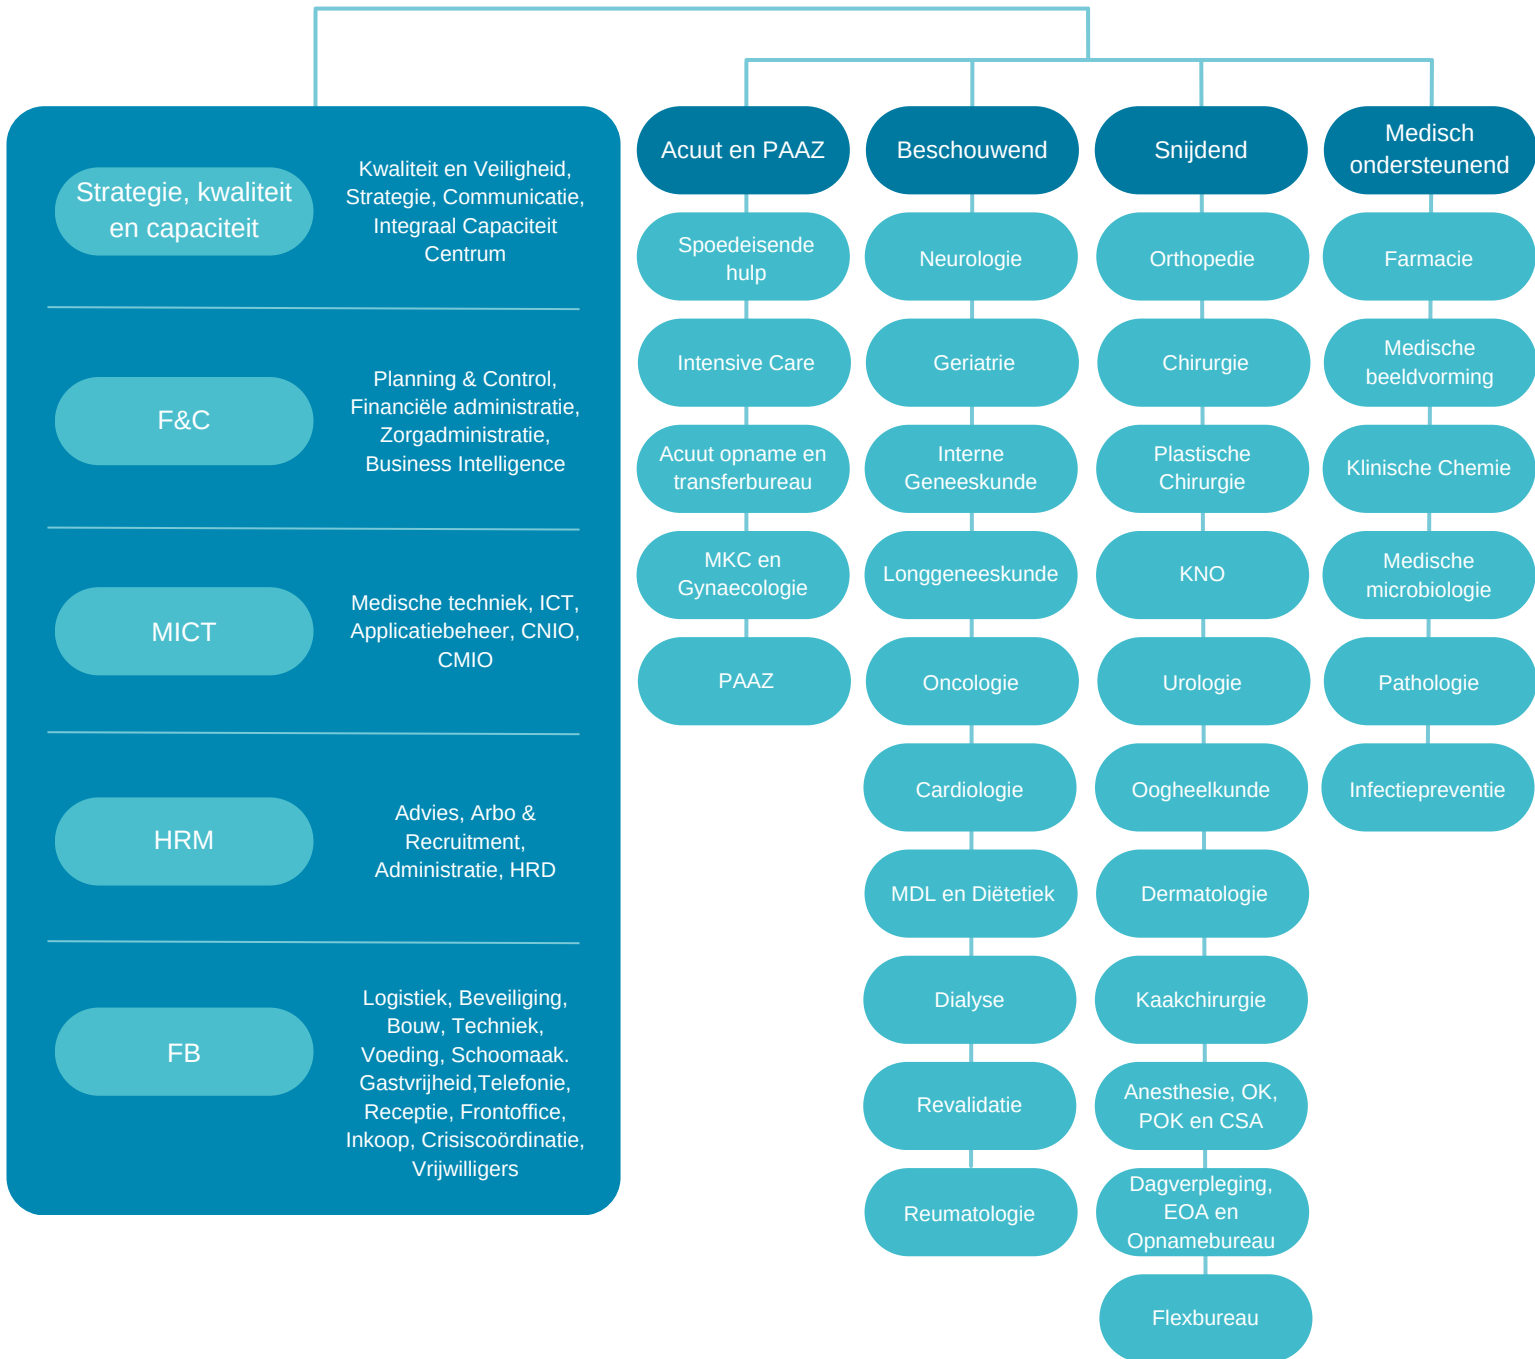 Strategie, kwaliteit
en capaciteit
Kwaliteit en Veiligheid,
Strategie, Communicatie,
Integraal Capaciteit
Centrum
F&C
Planning & Control,
Financiële administratie,
Zorgadministratie,
Business Intelligence
MICT
Medische techniek, ICT,
Applicatiebeheer, CNIO,
CMIO
HRM
Advies, Arbo &
Recruitment,
Administratie, HRD
FB
Logistiek, Beveiliging,
Bouw, Techniek,
Voeding, Schoomaak.
Gastvrijheid,Telefonie,
Receptie, Frontoffice,
Inkoop, Crisiscoördinatie,
Vrijwilligers
Acuut en PAAZ
Spoedeisende
hulp
Intensive Care
Acuut opname en
transferbureau
MKC en
Gynaecologie
PAAZ
Beschouwend
Neurologie
Geriatrie
Interne
Geneeskunde
Longgeneeskunde
Oncologie
Cardiologie
MDL en Diëtetiek
Dialyse
Revalidatie
Reumatologie
Snijdend
Orthopedie
Chirurgie
Plastische
Chirurgie
KNO
Urologie
Oogheelkunde
Dermatologie
Kaakchirurgie
Anesthesie, OK,
POK en CSA
Dagverpleging,
EOA en
Opnamebureau
Flexbureau
Medisch
ondersteunend
Farmacie
Medische
beeldvorming
Klinische Chemie
Medische
microbiologie
Pathologie
Infectiepreventie